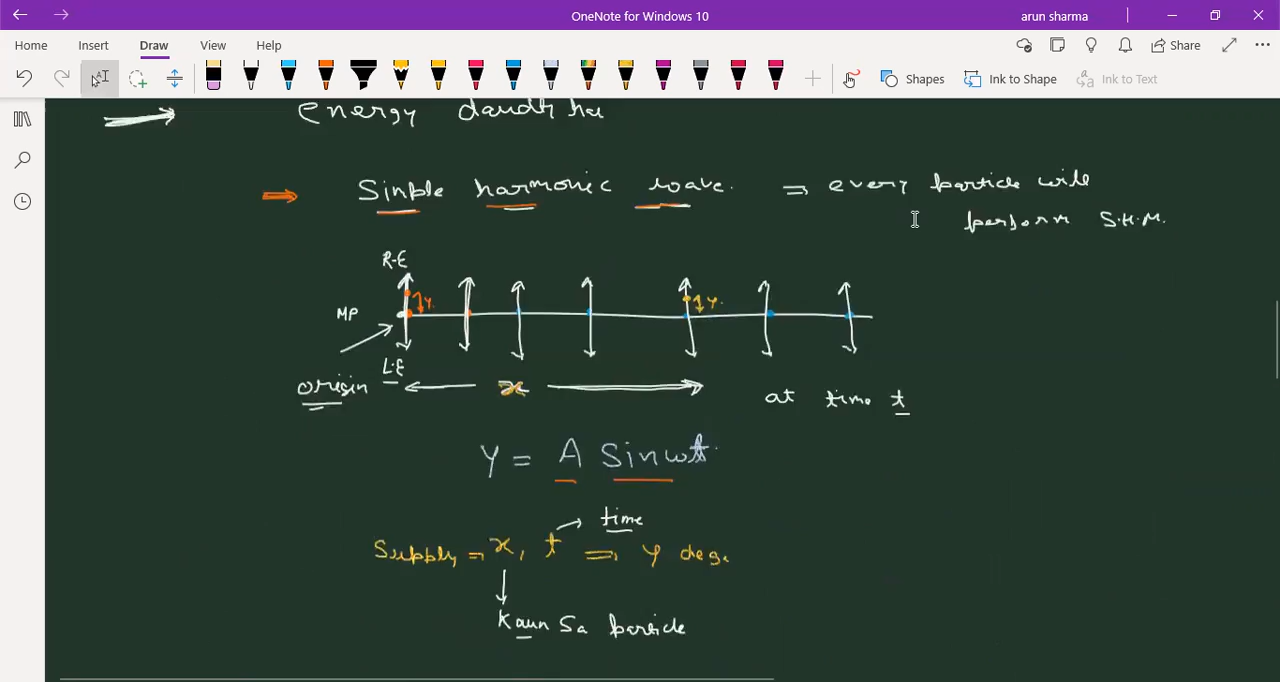 OneNote for Windows 10
arun sharma
Home Insert Draw View Help
Share
Shapes
Ink to Shape
Ink to Text
energy daudti hai
Simple harmonic wave. => every particle will
perform S.H.M.
R.E
MP
Y
Y
L.E
origin
x
at time t
Y = A Sinωt
time
Supply = x, t => Y dega
Kaun Sa particle